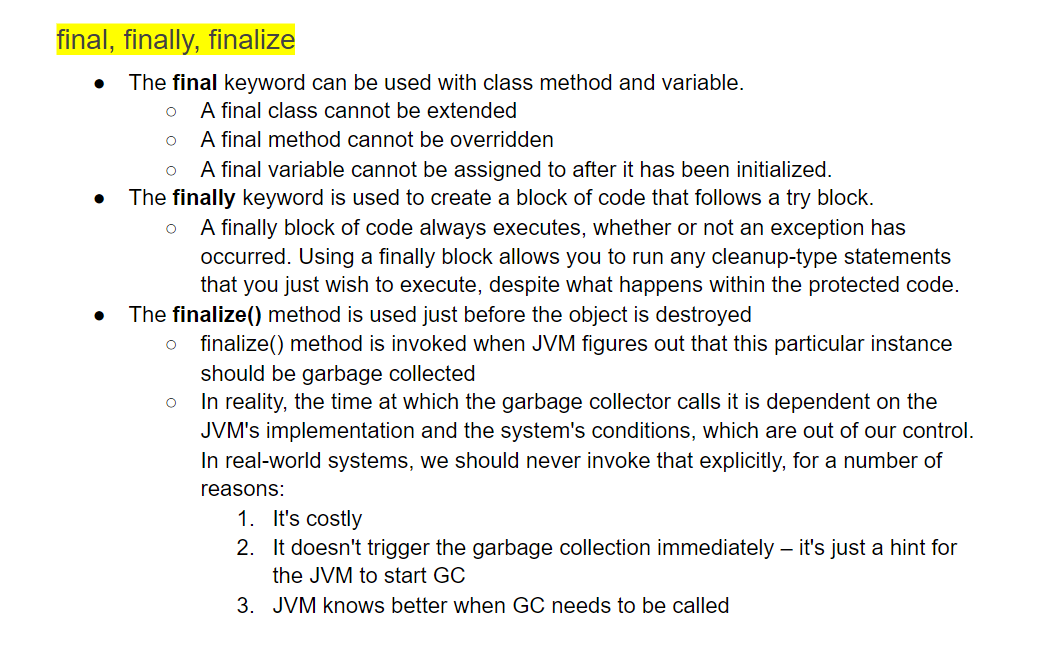 final, finally, finalize
● The final keyword can be used with class method and variable.
○ A final class cannot be extended
○ A final method cannot be overridden
○ A final variable cannot be assigned to after it has been initialized.
● The finally keyword is used to create a block of code that follows a try block.
○ A finally block of code always executes, whether or not an exception has
occurred. Using a finally block allows you to run any cleanup-type statements
that you just wish to execute, despite what happens within the protected code.
● The finalize() method is used just before the object is destroyed
○ finalize() method is invoked when JVM figures out that this particular instance
should be garbage collected
○ In reality, the time at which the garbage collector calls it is dependent on the
JVM's implementation and the system's conditions, which are out of our control.
In real-world systems, we should never invoke that explicitly, for a number of
reasons:
1. It's costly
2. It doesn't trigger the garbage collection immediately – it's just a hint for
the JVM to start GC
3. JVM knows better when GC needs to be called